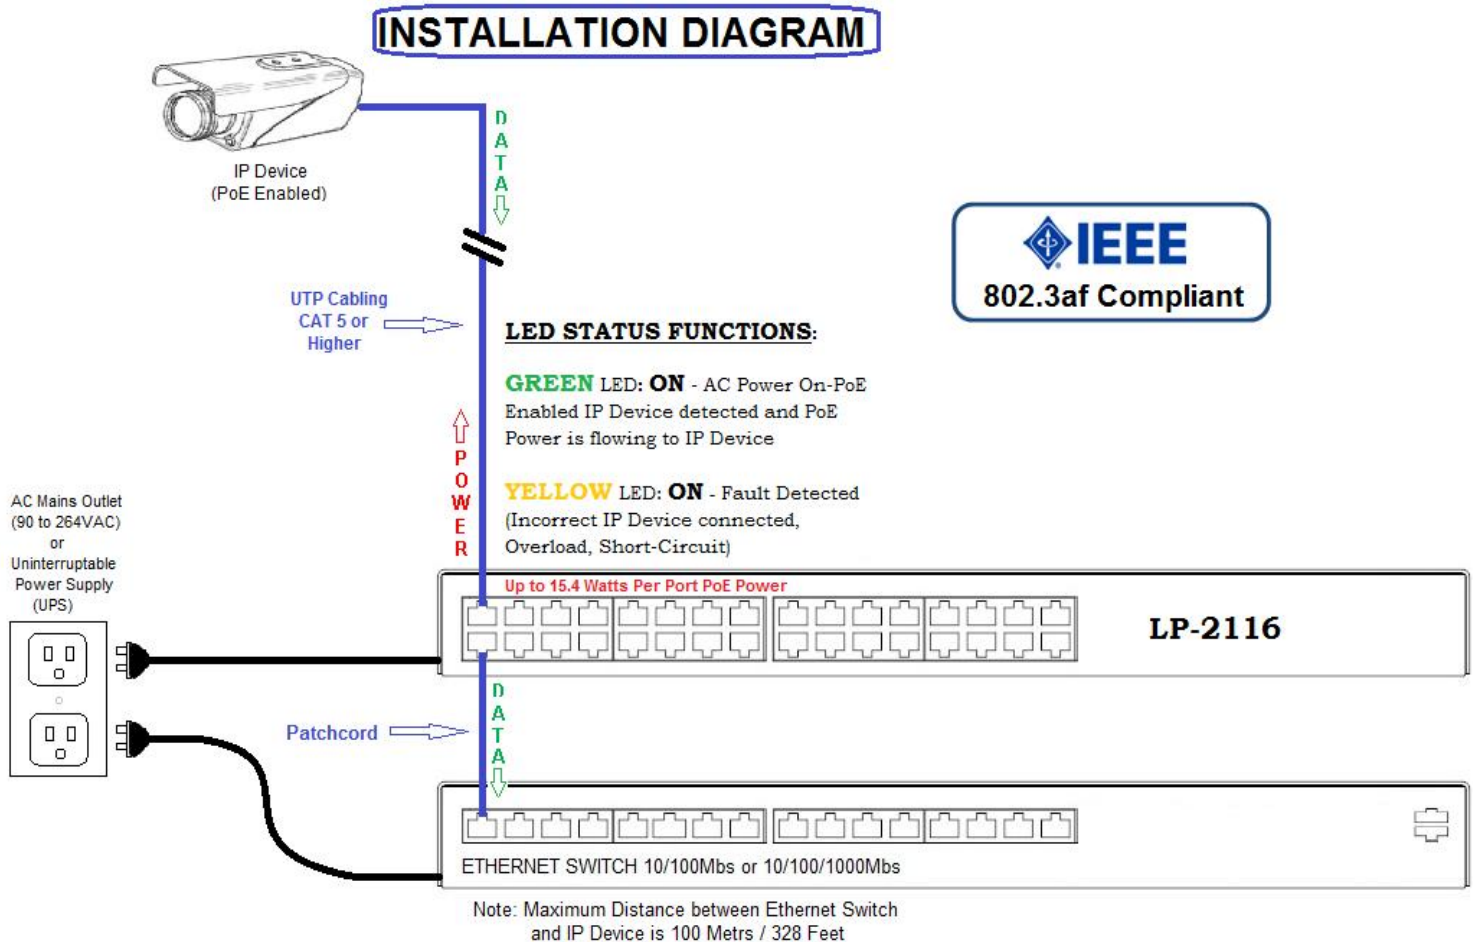 INSTALLATION DIAGRAM
IP Device
(PoE Enabled)
DATA
IEEE
802.3af Compliant
UTP Cabling
CAT 5 or
Higher
LED STATUS FUNCTIONS:
GREEN LED: ON - AC Power On-PoE
Enabled IP Device detected and PoE
Power is flowing to IP Device
POWER
YELLOW LED: ON - Fault Detected
(Incorrect IP Device connected,
Overload, Short-Circuit)
AC Mains Outlet
(90 to 264VAC)
or
Uninterruptable
Power Supply
(UPS)
Up to 15.4 Watts Per Port PoE Power
LP-2116
DATA
Patchcord
ETHERNET SWITCH 10/100Mbs or 10/100/1000Mbs
Note: Maximum Distance between Ethernet Switch
and IP Device is 100 Metrs / 328 Feet